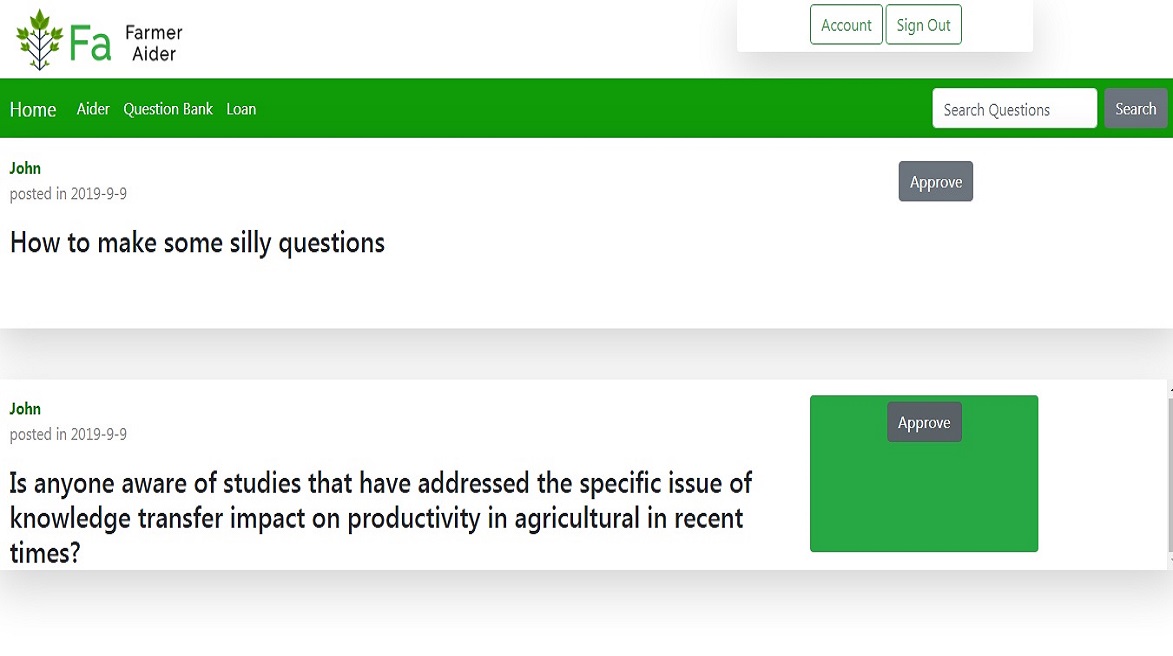 Fa Farmer
Aider
Account Sign Out
Home Aider Question Bank Loan Search Questions Search
John
posted in 2019-9-9
Approve
How to make some silly questions
John
posted in 2019-9-9
Approve
Is anyone aware of studies that have addressed the specific issue of
knowledge transfer impact on productivity in agricultural in recent
times?